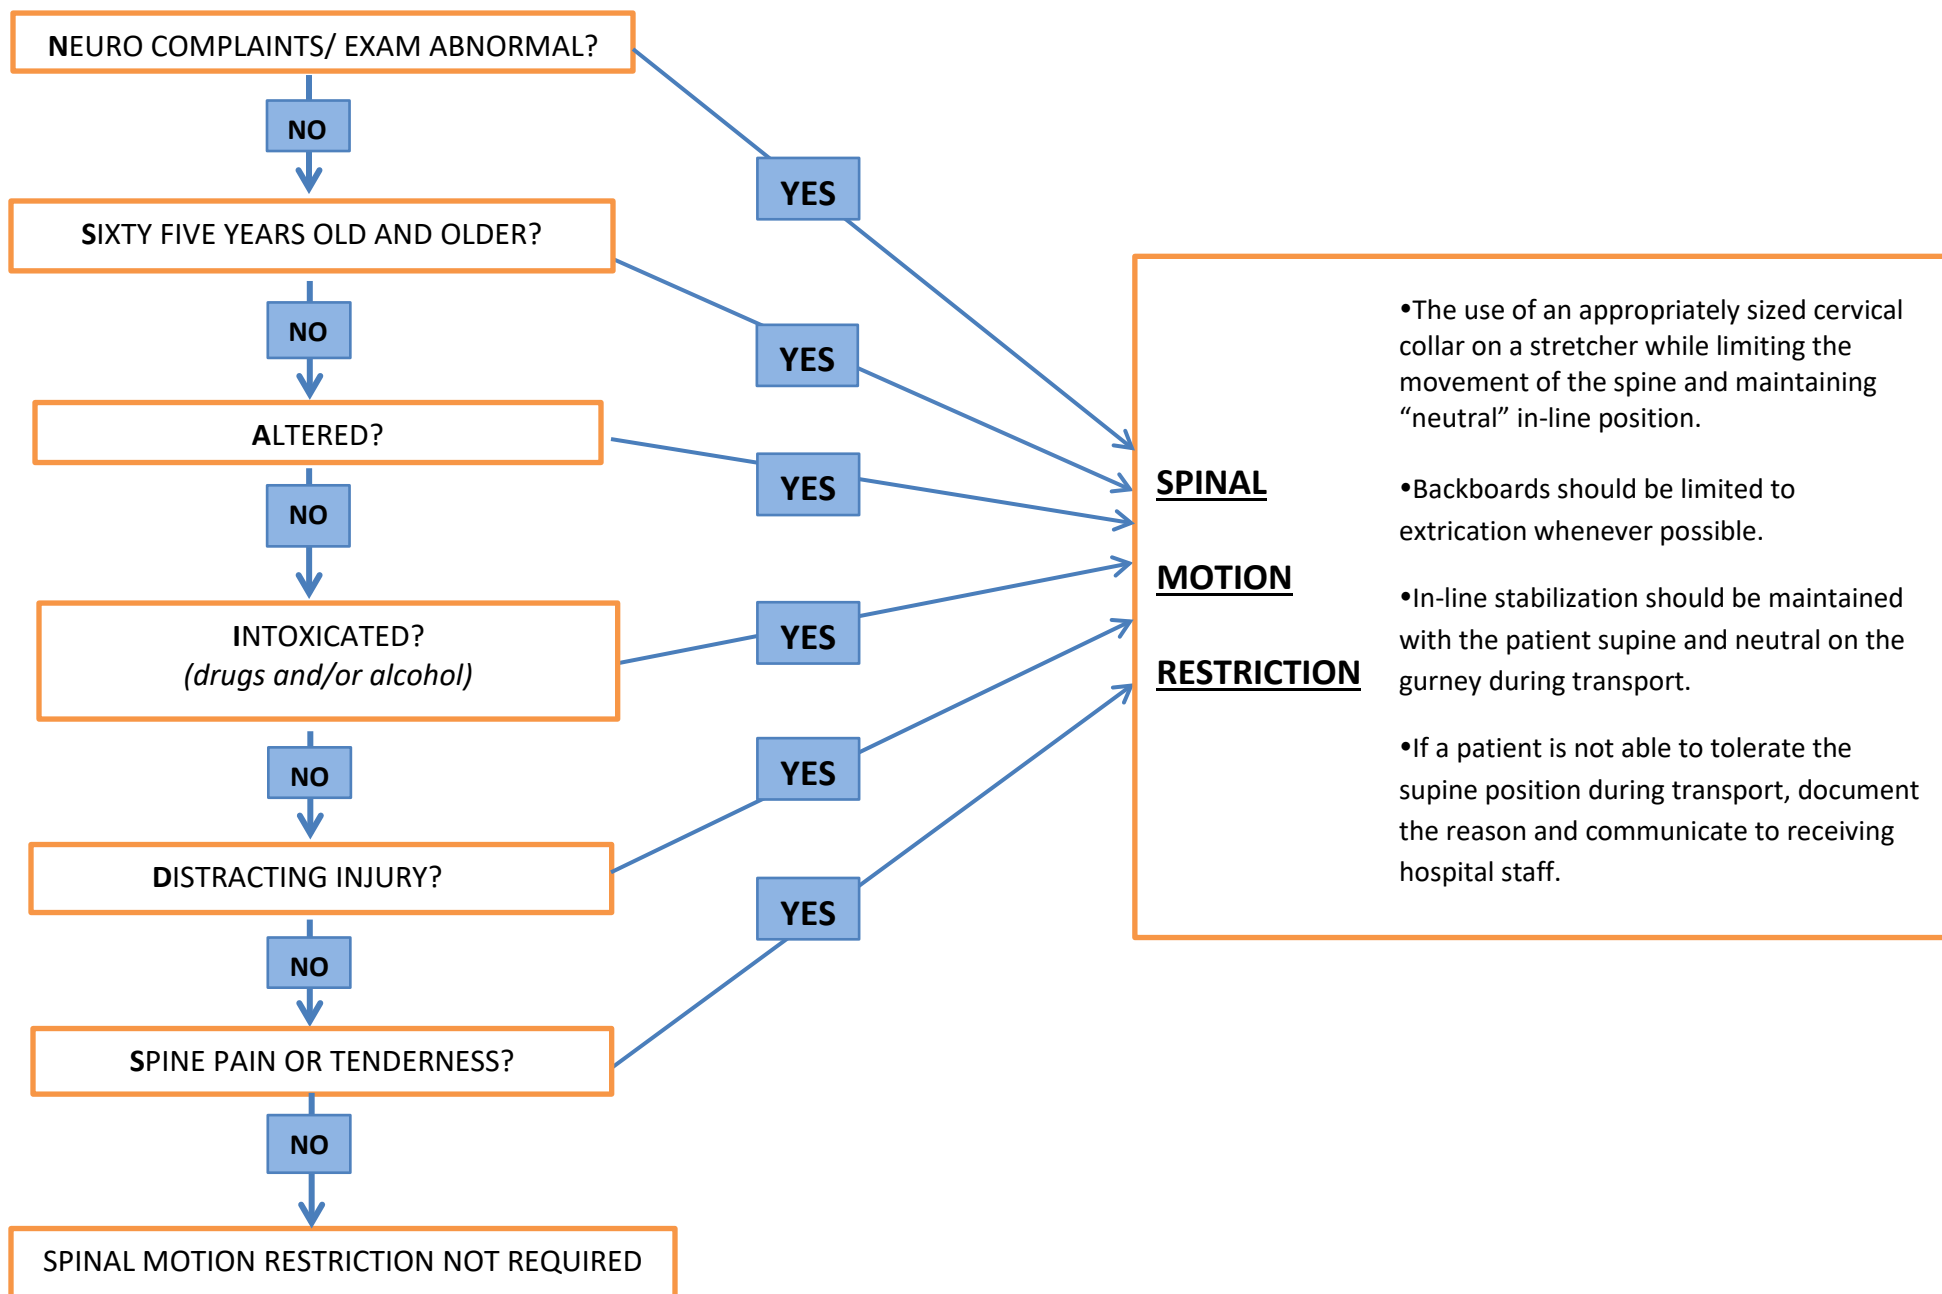 NEURO COMPLAINTS/ EXAM ABNORMAL?
NO
YES
SIXTY FIVE YEARS OLD AND OLDER?
NO
YES
ALTERED?
NO
YES
INTOXICATED?
(drugs and/or alcohol)
NO
YES
DISTRACTING INJURY?
NO
YES
SPINE PAIN OR TENDERNESS?
NO
YES
SPINAL MOTION RESTRICTION NOT REQUIRED
SPINAL
MOTION
RESTRICTION
•The use of an appropriately sized cervical
collar on a stretcher while limiting the
movement of the spine and maintaining
“neutral” in-line position.
•Backboards should be limited to
extrication whenever possible.
•In-line stabilization should be maintained
with the patient supine and neutral on the
gurney during transport.
•If a patient is not able to tolerate the
supine position during transport, document
the reason and communicate to receiving
hospital staff.